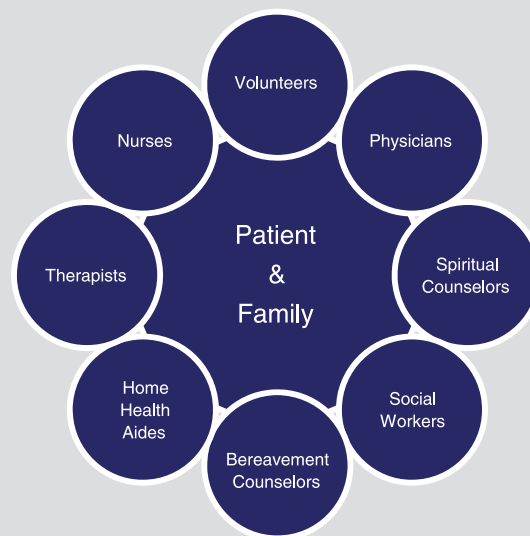 Volunteers
Nurses
Physicians
Patient
&
Family
Therapists
Spiritual
Counselors
Home
Health
Aides
Social
Workers
Bereavement
Counselors